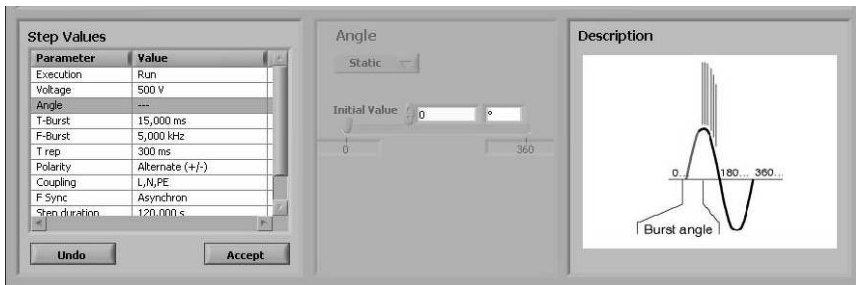 Step Values
Parameter Value
Execution Run
Voltage 500 V
Angle ---
T-Burst 15,000 ms
F-Burst 5,000 kHz
T rep 300 ms
Polarity Alternate (+/-)
Coupling L,N,PE
F Sync Asynchron
Step duration 120,000 s
Undo Accept
Angle
Static
Initial Value 0 °
0 360
Description
0... 180... 360...
Burst angle